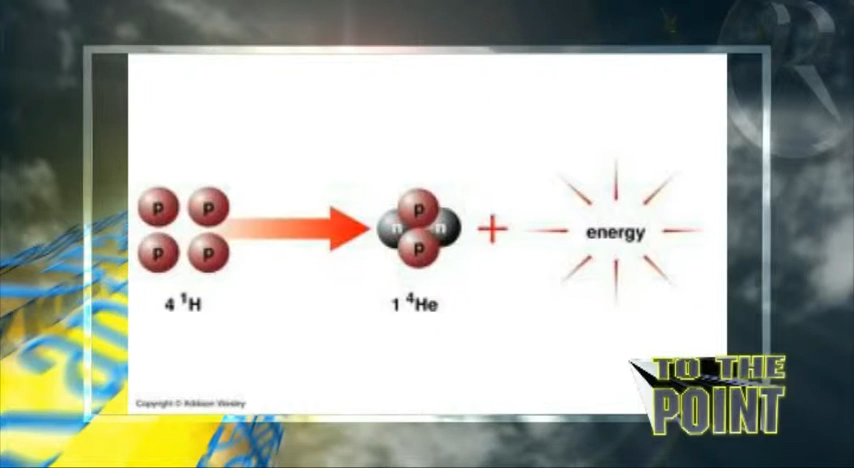 p p
p n n + energy
p p p
4 ¹H
1 ⁴He
Copyright © Addison Wesley
TO THE
POINT